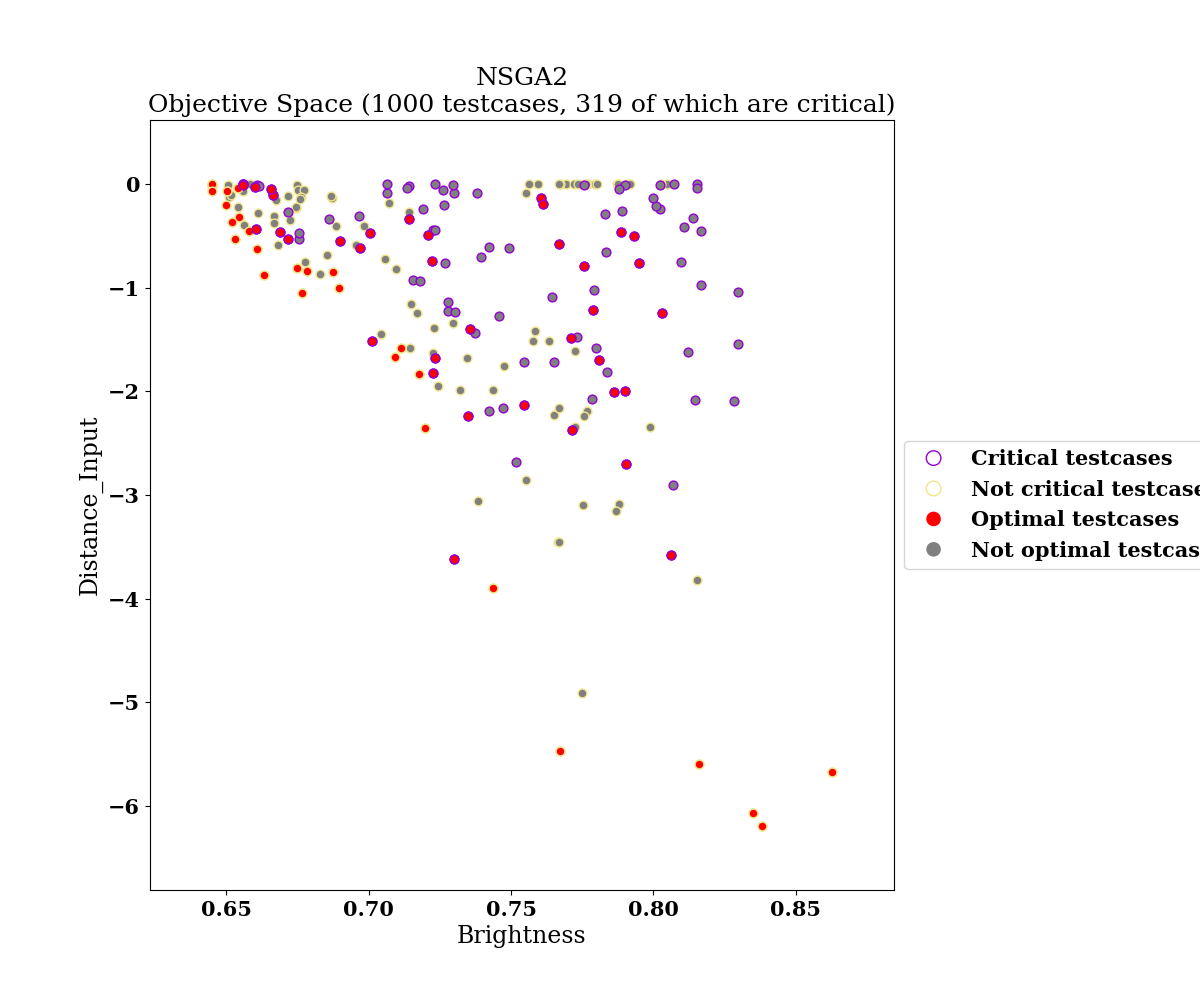 NSGA2
Objective Space (1000 testcases, 319 of which are critical)
0
−1
−2
−3
−4
−5
−6
Distance_Input
0.65 0.70 0.75 0.80 0.85
Brightness
Critical testcases
Not critical testcase
Optimal testcases
Not optimal testcas